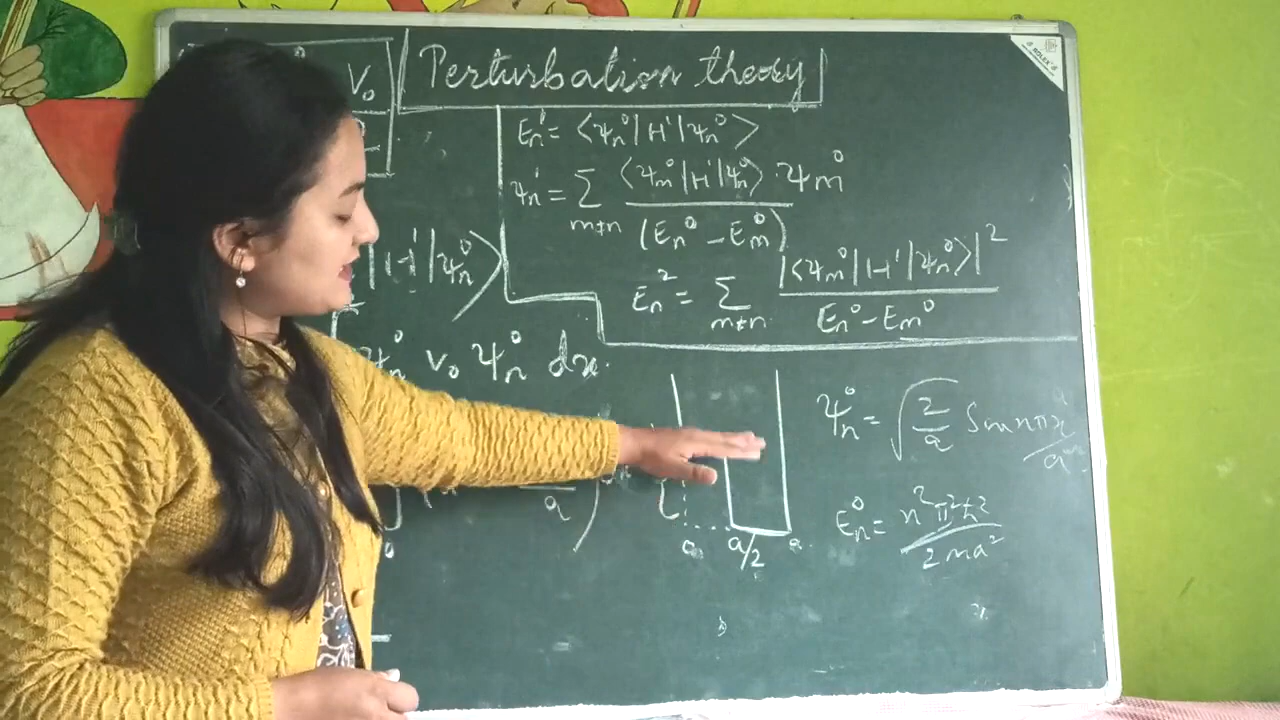 V₀
Perturbation theory
Eₙ¹ = ⟨ψₙ⁰|H'|ψₙ⁰⟩
ψₙ¹ = ∑ m≠n ⟨ψₘ⁰|H'|ψₙ⁰⟩ / (Eₙ⁰ - Eₘ⁰) ψₘ⁰
|H'|ψₙ⁰⟩
Eₙ² = ∑ m≠n |⟨ψₘ⁰|H'|ψₙ⁰⟩|² / Eₙ⁰ - Eₘ⁰
ψₙ⁰ V₀ ψₙ⁰ dx.
ψₙ⁰ = √(2/a) Sin nπx/a
a )
Eₙ⁰ = n²π²ħ²/2ma²
a/2 a
ROLEX